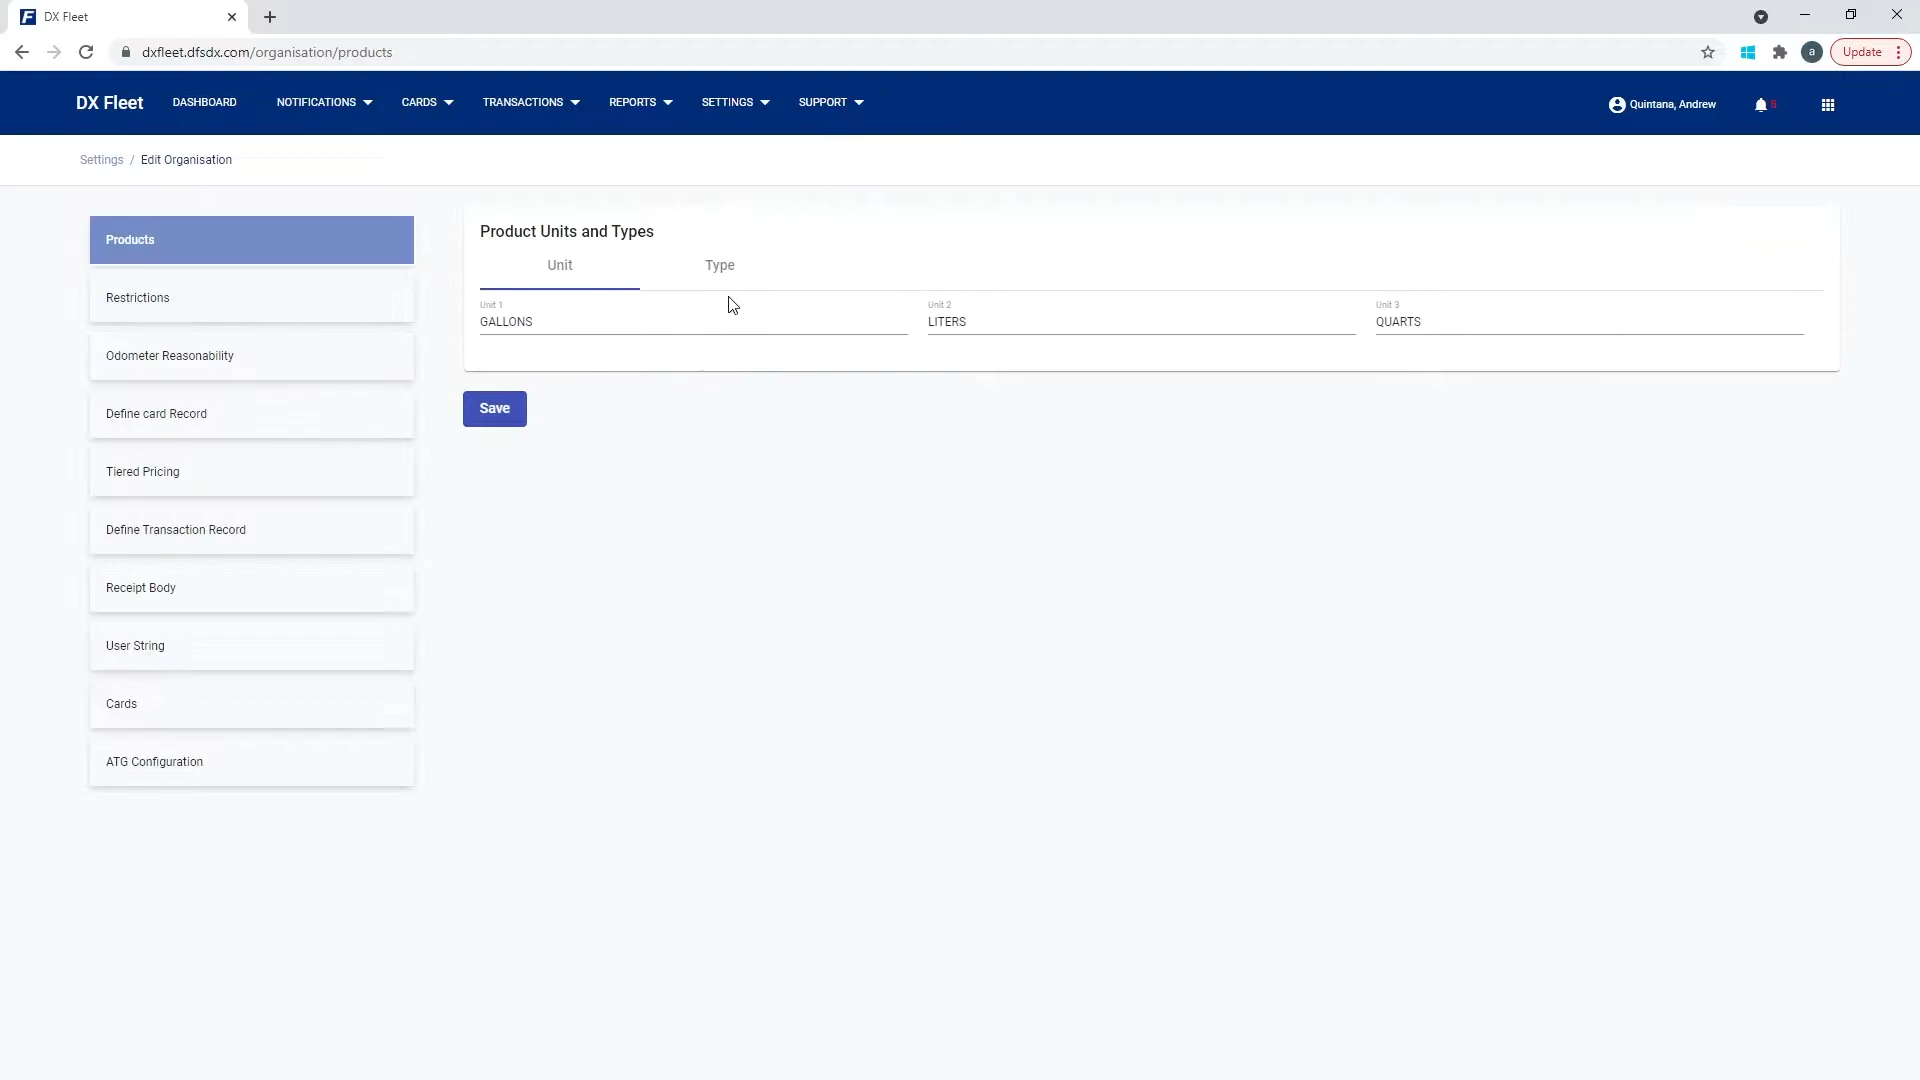 DX Fleet
dxfleet.dfsdx.com/organisation/products
a
Update
DX Fleet DASHBOARD NOTIFICATIONS CARDS TRANSACTIONS REPORTS SETTINGS SUPPORT Quintana, Andrew 5
Settings / Edit Organisation
Products
Restrictions
Odometer Reasonability
Define card Record
Tiered Pricing
Define Transaction Record
Receipt Body
User String
Cards
ATG Configuration
Product Units and Types
Unit Type
Unit 1 Unit 2 Unit 3
GALLONS LITERS QUARTS
Save